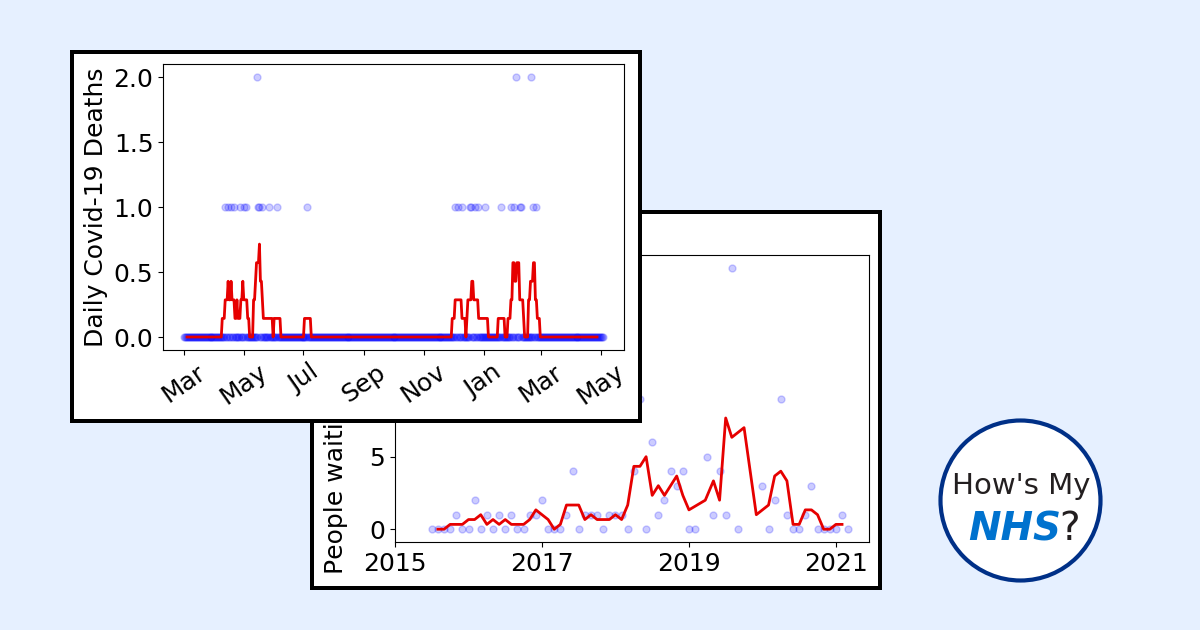 Daily Covid-19 Deaths
2.0
1.5
1.0
0.5
0.0
Mar May Jul Sep Nov Jan Mar May
People waiti
5
0
2015 2017 2019 2021
How's My
NHS?